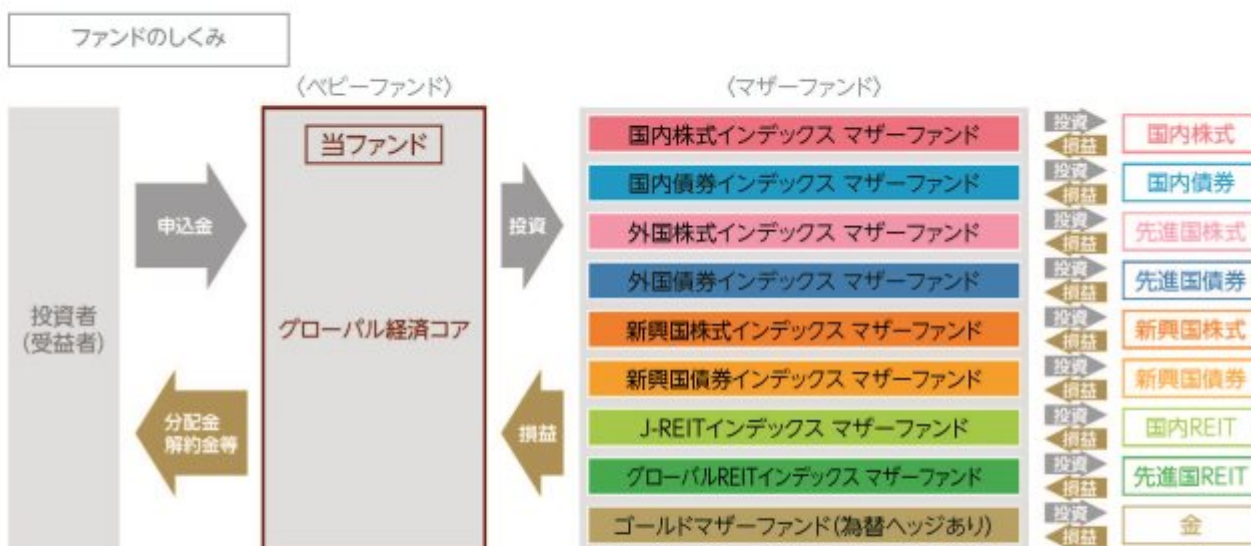 ファンドのしくみ
〈ベビーファンド〉
〈マザーファンド〉
投資者
(受益者)
申込金
分配金
解約金等
当ファンド
グローバル経済コア
投資
損益
国内株式インデックス マザーファンド
投資
損益
国内株式
国内債券インデックス マザーファンド
投資
損益
国内債券
外国株式インデックス マザーファンド
投資
損益
先進国株式
外国債券インデックス マザーファンド
投資
損益
先進国債券
新興国株式インデックス マザーファンド
投資
損益
新興国株式
新興国債券インデックス マザーファンド
投資
損益
新興国債券
J-REITインデックス マザーファンド
投資
損益
国内REIT
グローバルREITインデックス マザーファンド
投資
損益
先進国REIT
ゴールドマザーファンド(為替ヘッジあり)
投資
損益
金